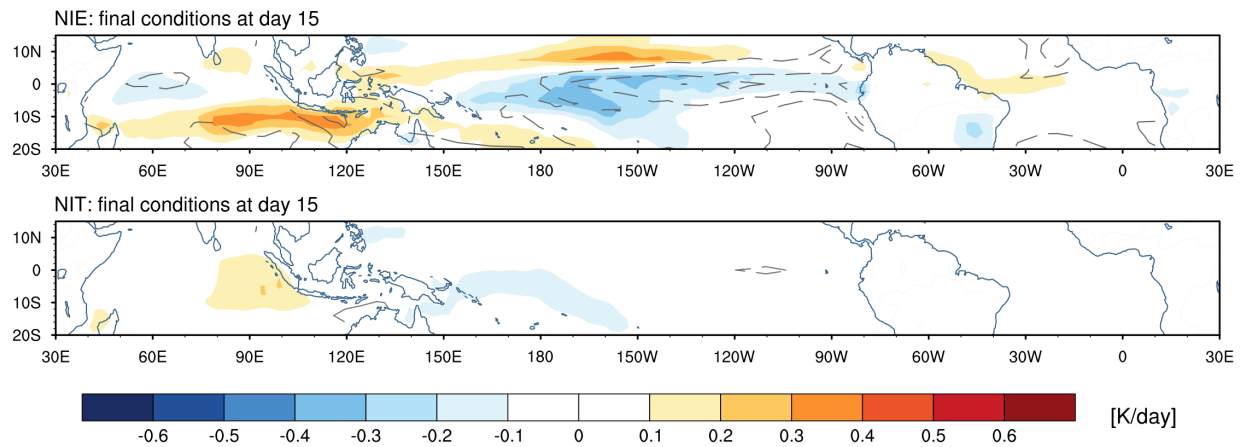 NIE: final conditions at day 15
10N
0
10S
20S
30E 60E 90E 120E 150E 180 150W 120W 90W 60W 30W 0 30E
NIT: final conditions at day 15
10N
0
10S
20S
30E 60E 90E 120E 150E 180 150W 120W 90W 60W 30W 0 30E
[K/day]
-0.6 -0.5 -0.4 -0.3 -0.2 -0.1 0 0.1 0.2 0.3 0.4 0.5 0.6